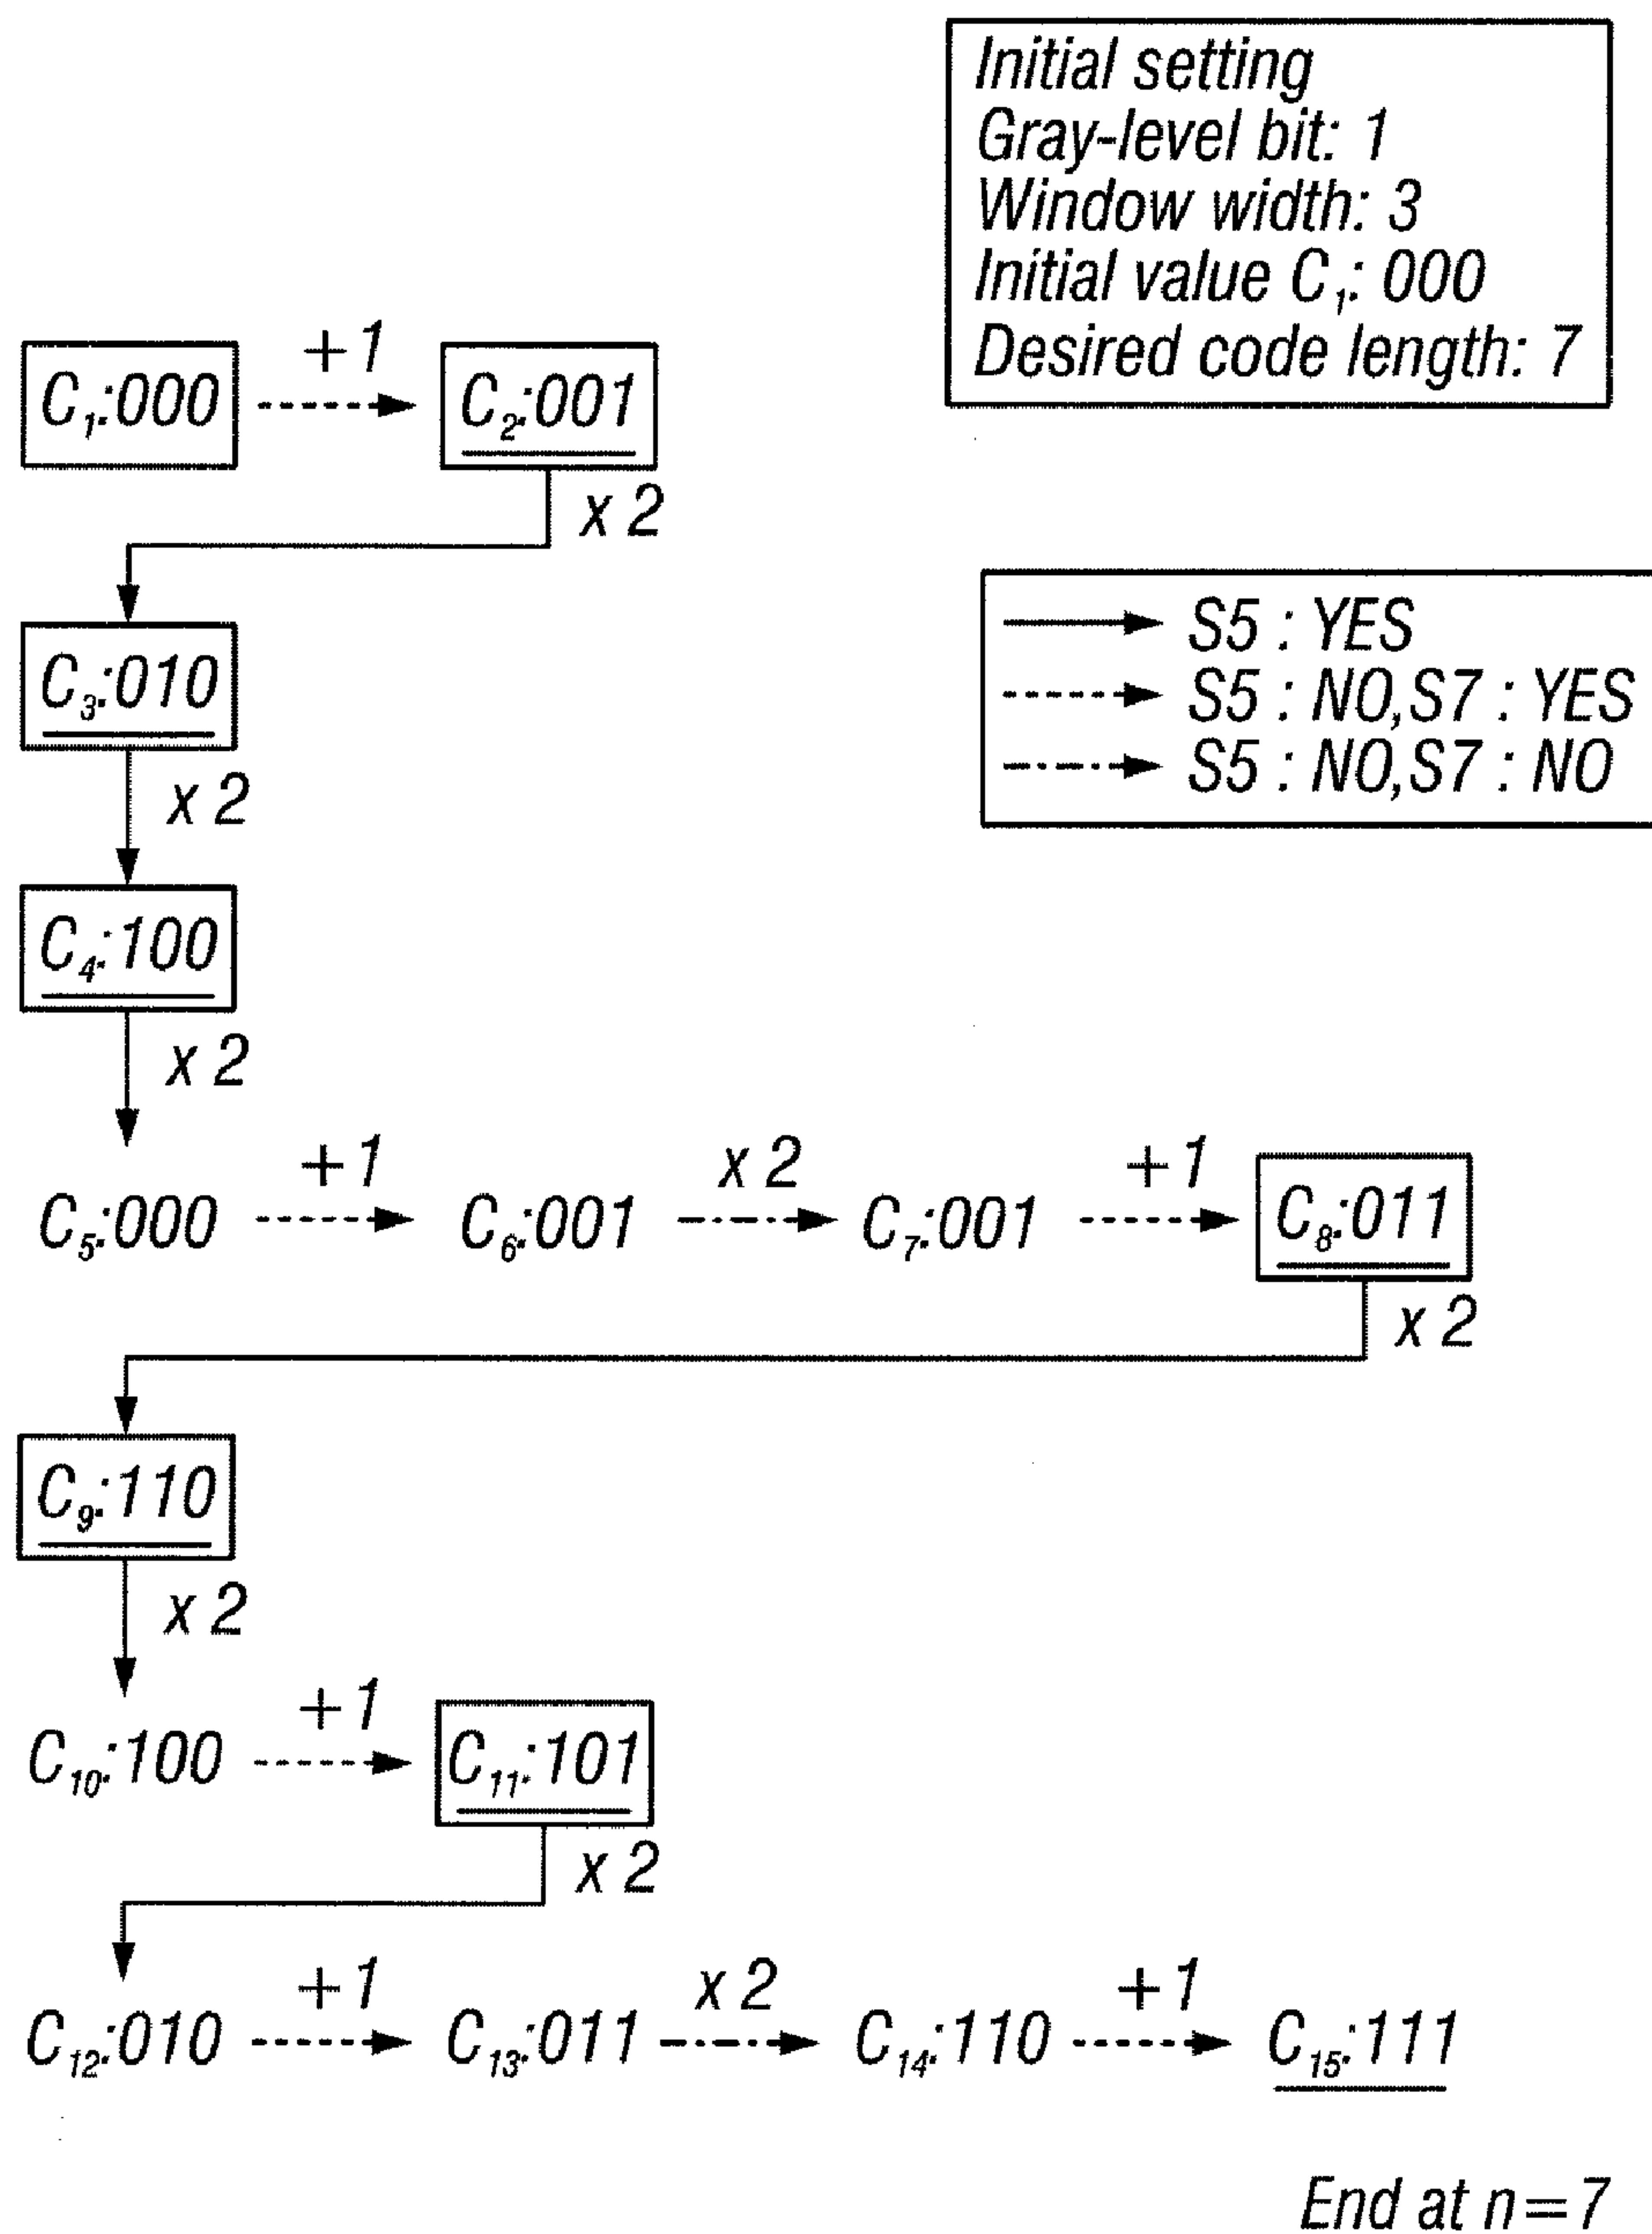 Initial setting
Gray-level bit: 1
Window width: 3
Initial value C₁: 000
Desired code length: 7
+1
C₁:000 C₂:001
x 2
S5 : YES
S5 : NO,S7 : YES
S5 : NO,S7 : NO
C₃:010
x 2
C₄:100
x 2
+1 x 2 +1
C₅:000 C₆:001 C₇:001 C₈:011
x 2
C₉:110
x 2
+1
C₁₀:100 C₁₁:101
x 2
+1 x 2 +1
C₁₂:010 C₁₃:011 C₁₄:110 C₁₅:111
End at n=7